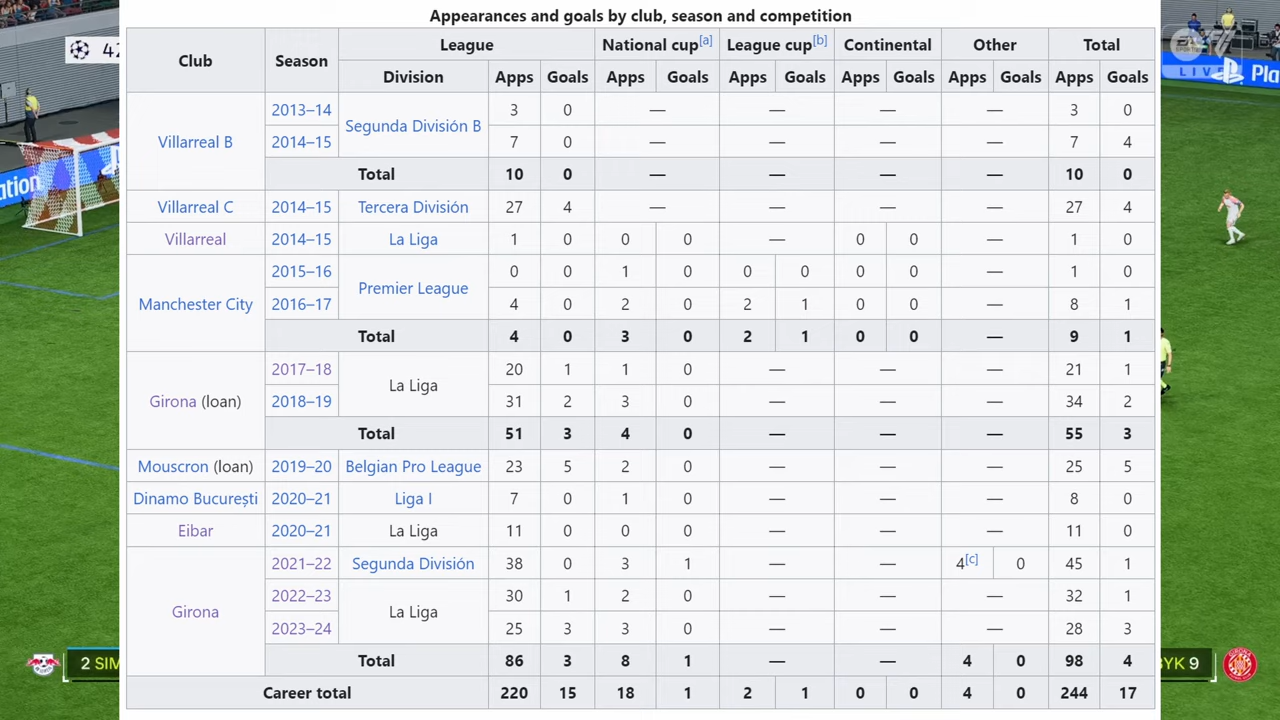 Appearances and goals by club, season and competition
Club Season League National cup[a] League cup[b] Continental Other Total
Division Apps Goals Apps Goals Apps Goals Apps Goals Apps Goals Apps Goals
Villarreal B 2013–14 Segunda División B 3 0 — — — — 3 0
2014–15 7 0 — — — — 7 4
Total 10 0 — — — — 10 0
Villarreal C 2014–15 Tercera División 27 4 — — — — 27 4
Villarreal 2014–15 La Liga 1 0 0 0 — 0 0 — 1 0
Manchester City 2015–16 Premier League 0 0 1 0 0 0 0 0 — 1 0
2016–17 4 0 2 0 2 1 0 0 — 8 1
Total 4 0 3 0 2 1 0 0 — 9 1
Girona (loan) 2017–18 La Liga 20 1 1 0 — — — 21 1
2018–19 31 2 3 0 — — — 34 2
Total 51 3 4 0 — — — 55 3
Mouscron (loan) 2019–20 Belgian Pro League 23 5 2 0 — — — 25 5
Dinamo București 2020–21 Liga I 7 0 1 0 — — — 8 0
Eibar 2020–21 La Liga 11 0 0 0 — — — 11 0
Girona 2021–22 Segunda División 38 0 3 1 — — 4[c] 0 45 1
2022–23 La Liga 30 1 2 0 — — — 32 1
2023–24 25 3 3 0 — — — 28 3
Total 86 3 8 1 — — 4 0 98 4
Career total 220 15 18 1 2 1 0 0 4 0 244 17
2 SIM
YK 9
LIVE